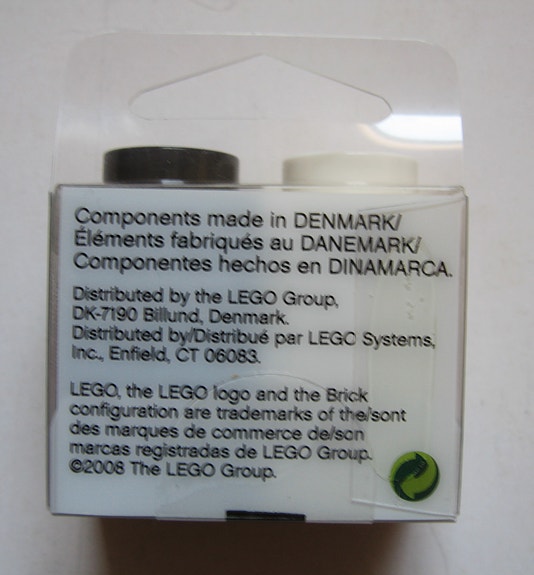 Components made in DENMARK/
Éléments fabriqués au DANEMARK/
Componentes hechos en DINAMARCA.
Distributed by the LEGO Group,
DK-7190 Billund, Denmark.
Distributed by/Distribué par LEGO Systems,
Inc., Enfield, CT 06083.
LEGO, the LEGO logo and the Brick
configuration are trademarks of the/sont
des marques de commerce de/son
marcas registradas de LEGO Group.
©2008 The LEGO Group.